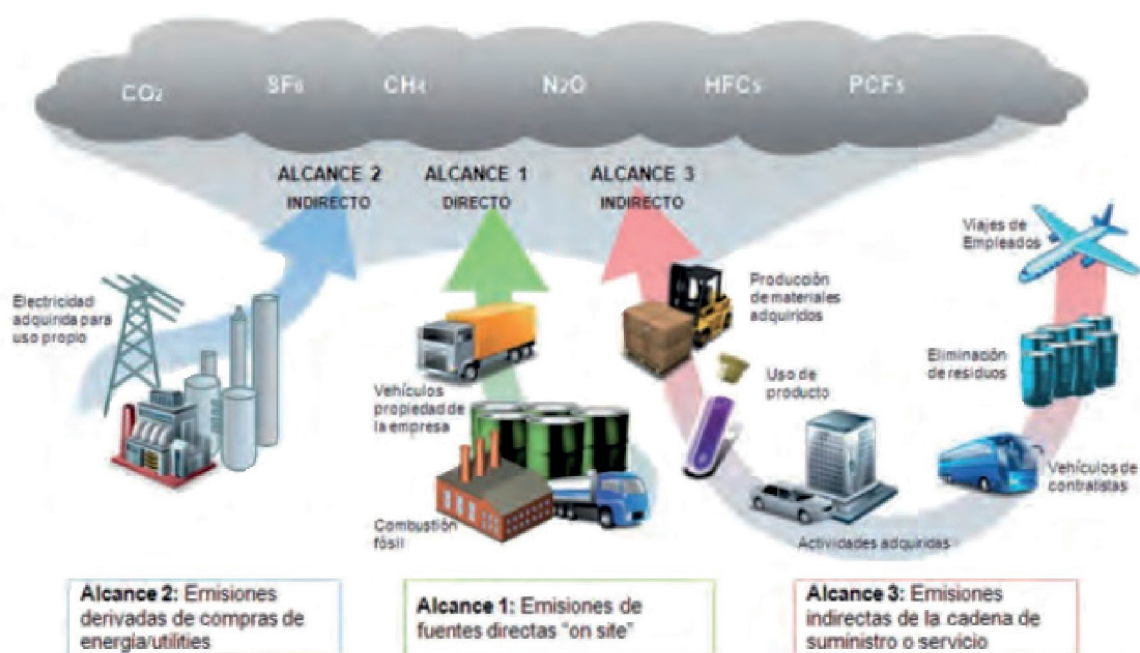 CO2
SF6
CH4
N2O
HFCs
PCFs
ALCANCE 2
INDIRECTO
ALCANCE 1
DIRECTO
ALCANCE 3
INDIRECTO
Electricidad
adquirida para
uso propio
Vehículos
propiedad de
la empresa
Combustión
fósil
Producción
de materiales
adquiridos
Uso de
producto
Actividades adquiridas
Viajes de
Empleados
Eliminación
de residuos
Vehículos de
contratistas
Alcance 2: Emisiones
derivadas de compras de
energía/utilities
Alcance 1: Emisiones de
fuentes directas “on site”
Alcance 3: Emisiones
indirectas de la cadena de
suministro o servicio